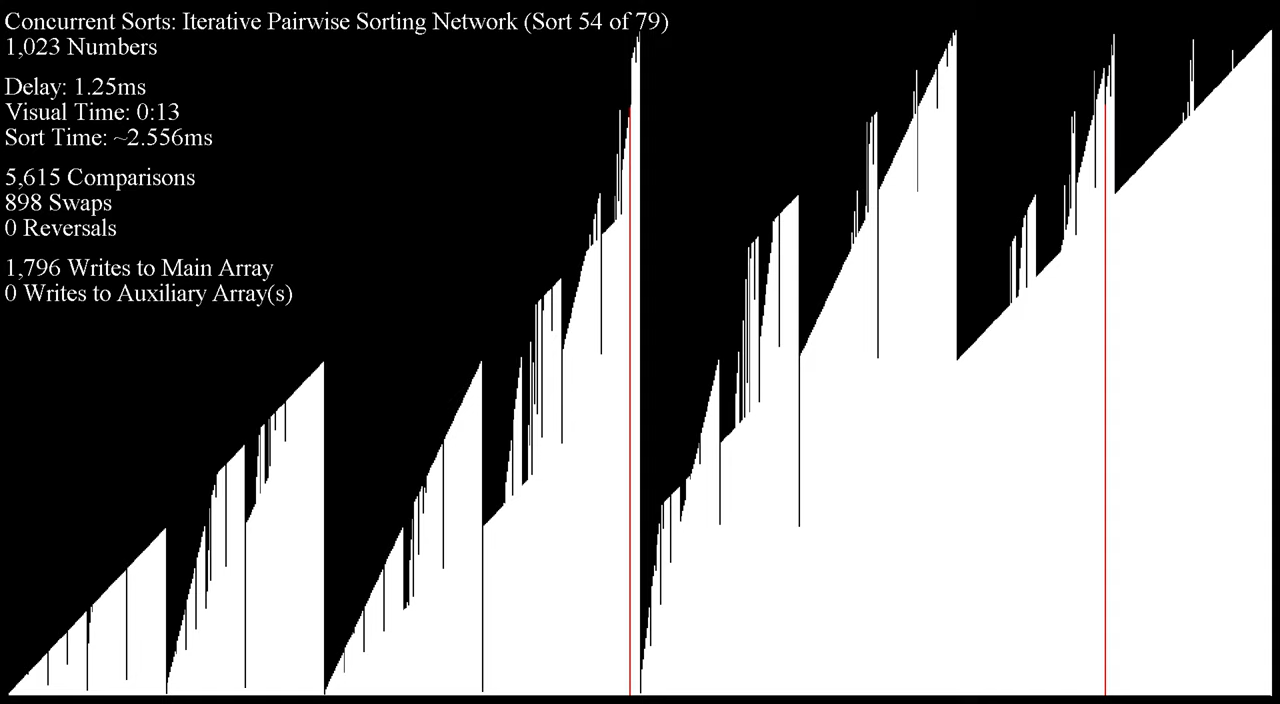 Concurrent Sorts: Iterative Pairwise Sorting Network (Sort 54 of 79)
1,023 Numbers
Delay: 1.25ms
Visual Time: 0:13
Sort Time: ~2.556ms
5,615 Comparisons
898 Swaps
0 Reversals
1,796 Writes to Main Array
0 Writes to Auxiliary Array(s)